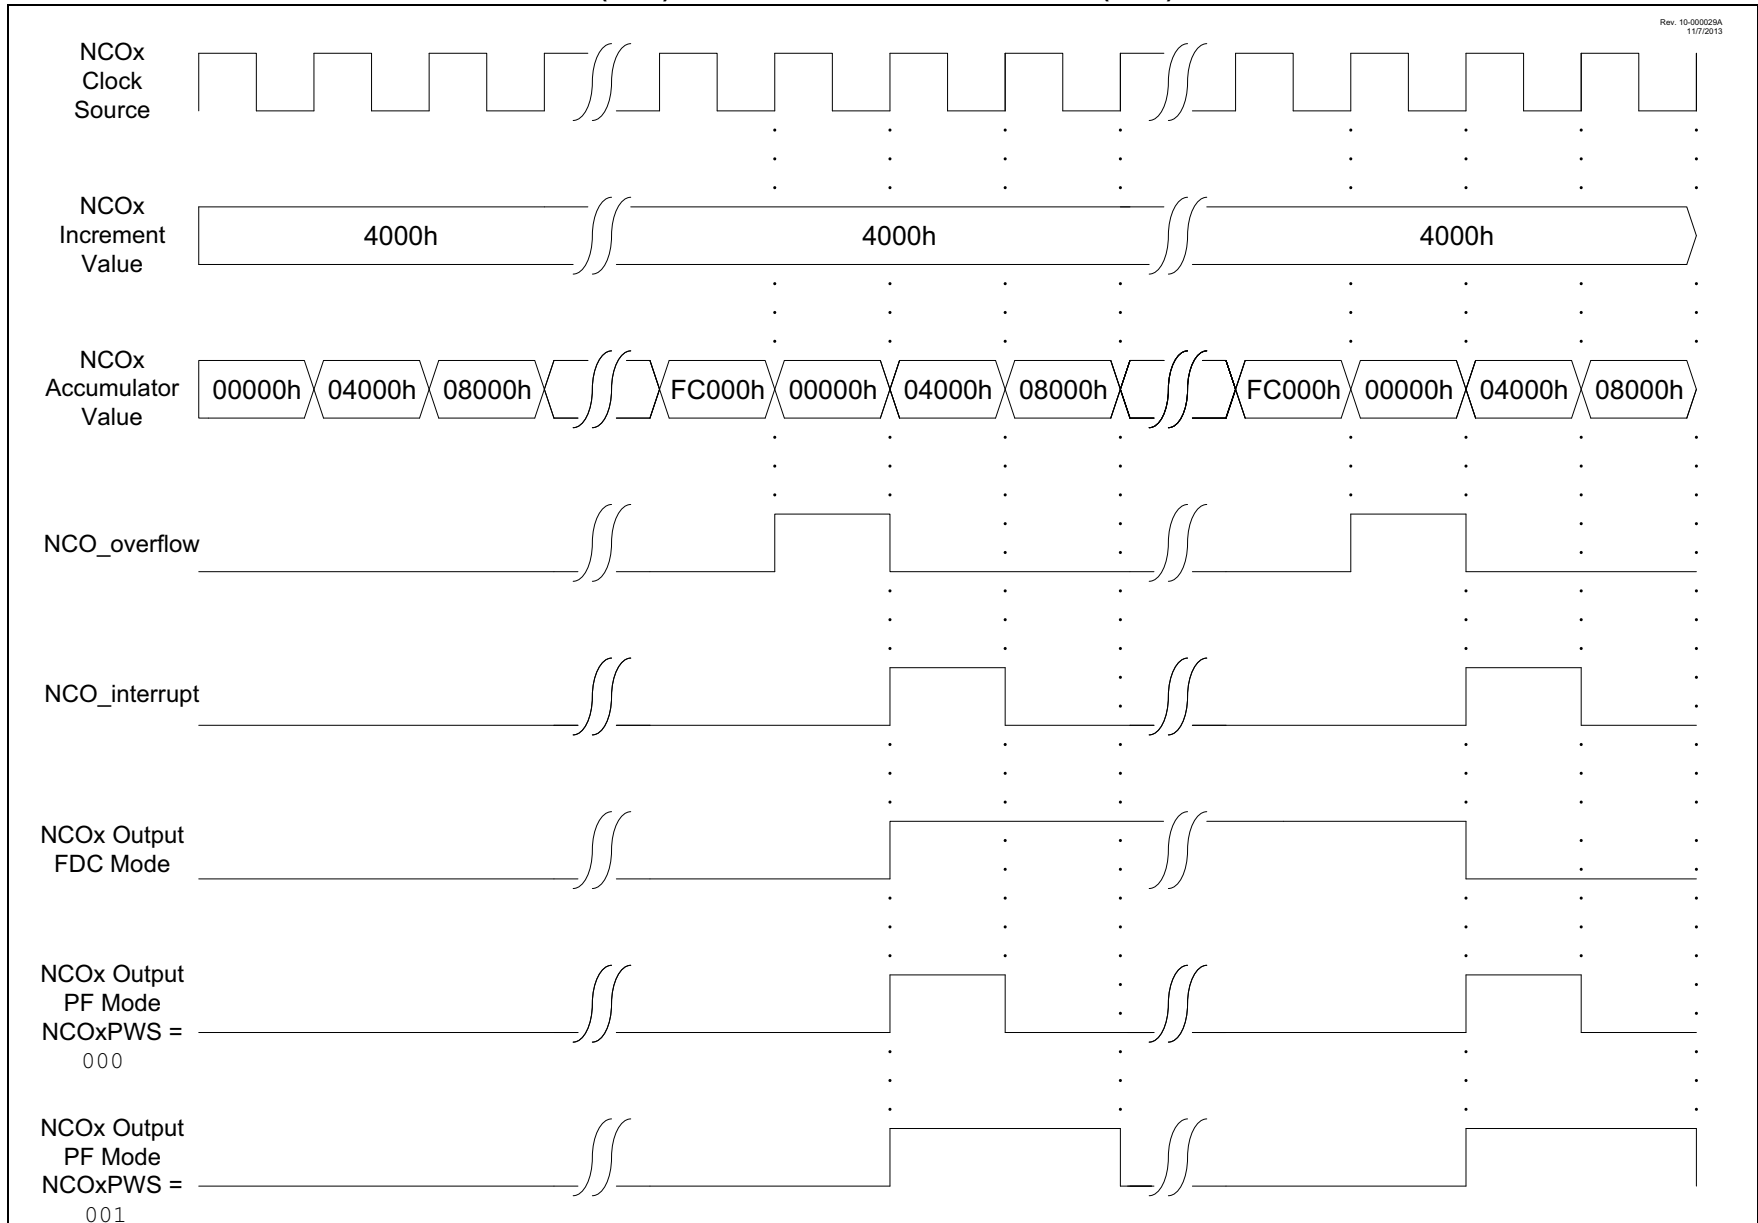 Rev. 10-000029A
11/7/2013
NCOx
Clock
Source
NCOx
Increment
Value
4000h
4000h
4000h
NCOx
Accumulator
Value
00000h
04000h
08000h
FC000h
00000h
04000h
08000h
FC000h
00000h
04000h
08000h
NCO_overflow
NCO_interrupt
NCOx Output
FDC Mode
NCOx Output
PF Mode
NCOxPWS =
000
NCOx Output
PF Mode
NCOxPWS =
001